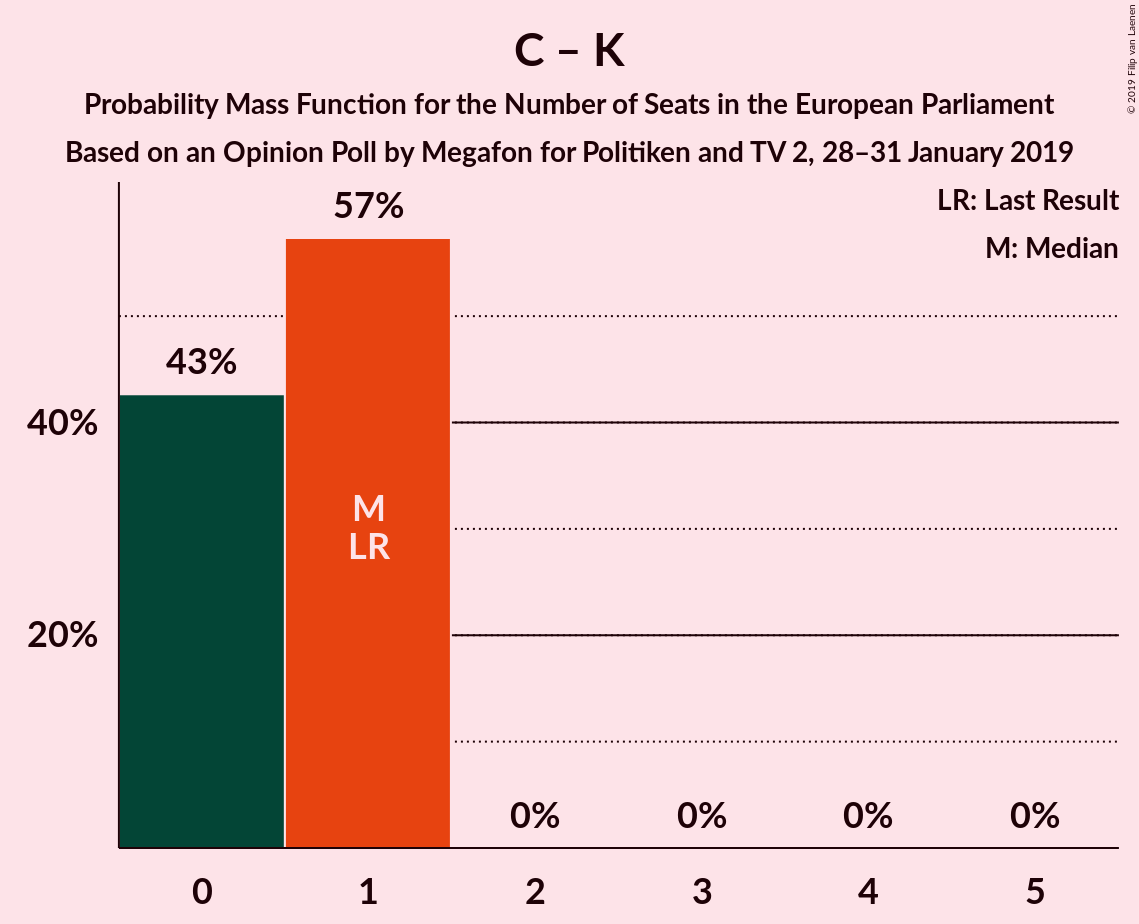 C – K
Probability Mass Function for the Number of Seats in the European Parliament
Based on an Opinion Poll by Megafon for Politiken and TV 2, 28–31 January 2019
© 2019 Filip van Laenen
LR: Last Result
M: Median
57%
43%
40%
20%
M
LR
0%
0%
0%
0%
0
1
2
3
4
5